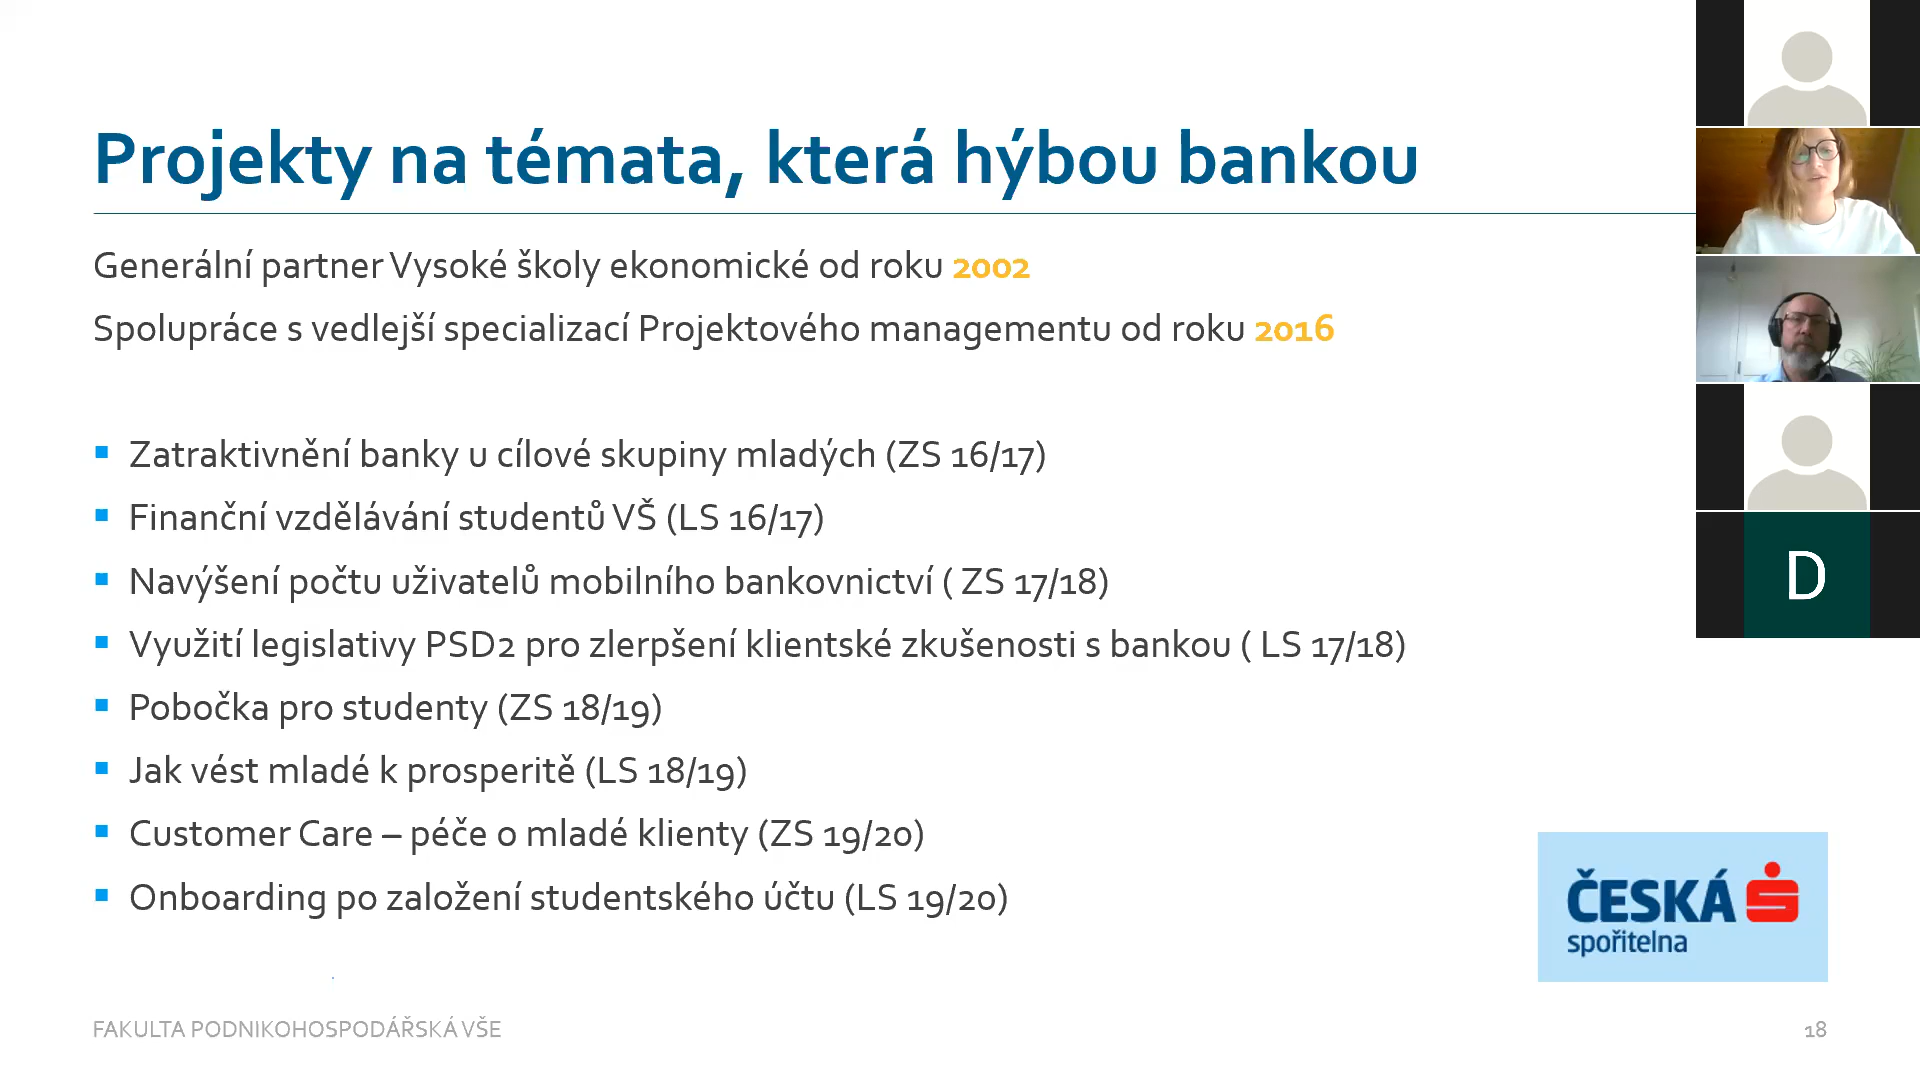 Projekty na témata, která hýbou bankou
Generální partner Vysoké školy ekonomické od roku 2002
Spolupráce s vedlejší specializací Projektového managementu od roku 2016
Zatraktivnění banky u cílové skupiny mladých (ZS 16/17)
Finanční vzdělávání studentů VŠ (LS 16/17)
Navýšení počtu uživatelů mobilního bankovnictví ( ZS 17/18)
Využití legislativy PSD2 pro zlerpšení klientské zkušenosti s bankou ( LS 17/18)
Pobočka pro studenty (ZS 18/19)
Jak vést mladé k prosperitě (LS 18/19)
Customer Care – péče o mladé klienty (ZS 19/20)
Onboarding po založení studentského účtu (LS 19/20)
D
ČESKÁ
spořitelna
FAKULTA PODNIKOHOSPODÁŘSKÁ VŠE
18